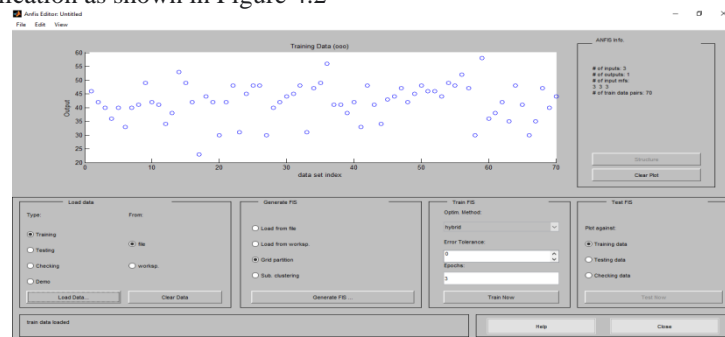 fication as shown in Figure 4.2
Anfis Editor: Untitled
File Edit View
Training Data (ooo)
60
55
50
45
40
35
30
25
20
Output
0 10 20 30 40 50 60 70
data set index
ANFIS Info.
# of inputs: 3
# of outputs: 1
# of input mfs:
3 3 3
# of train data pairs: 70
Structure
Clear Plot
Load data
Type:
From:
Training
Testing
Checking
Demo
file
worksp.
Load Data...
Clear Data
Generate FIS
Load from file
Load from worksp.
Grid partition
Sub. clustering
Generate FIS ...
Train FIS
Optim. Method:
hybrid
Error Tolerance:
0
Epochs:
3
Train Now
Test FIS
Plot against:
Training data
Testing data
Checking data
Test Now
train data loaded
Help
Close